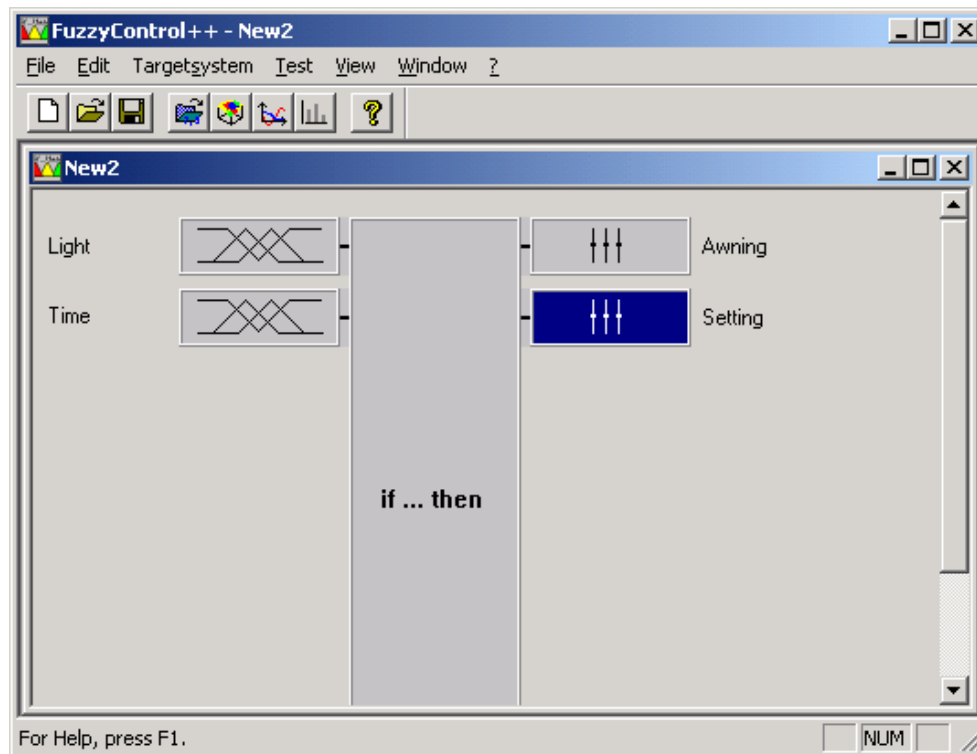 FuzzyControl++ - New2
File Edit Targetsystem Test View Window ?
New2
Light
Awning
Time
Setting
if ... then
For Help, press F1.
NUM